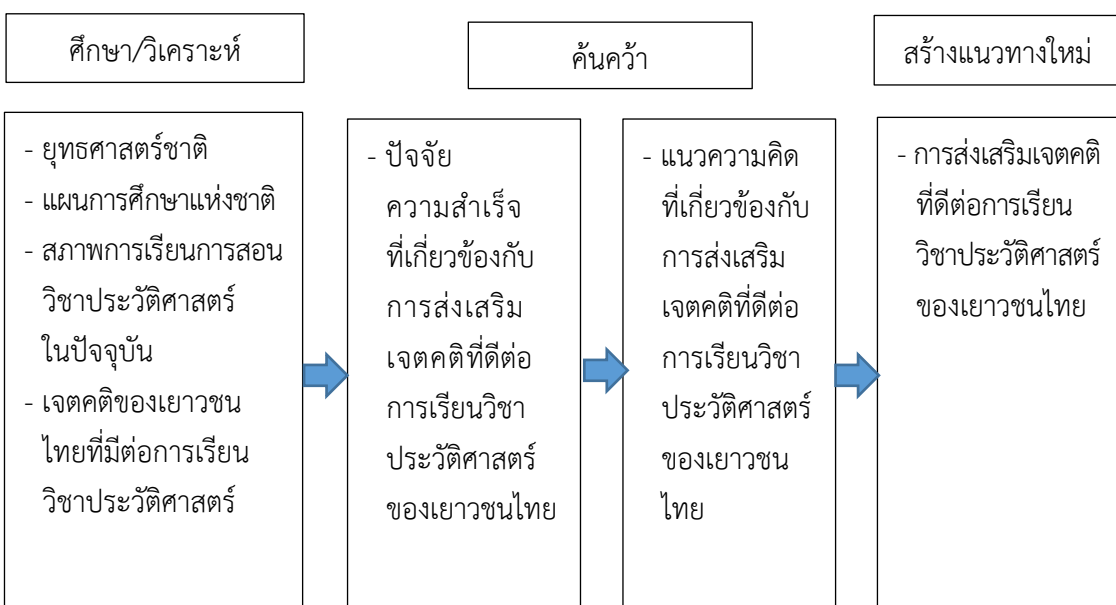 ศึกษา/วิเคราะห์
ค้นคว้า
สร้างแนวทางใหม่
- ยุทธศาสตร์ชาติ
- แผนการศึกษาแห่งชาติ
- สภาพการเรียนการสอน
วิชาประวัติศาสตร์
ในปัจจุบัน
- เจตคติของเยาวชน
ไทยที่มีต่อการเรียน
วิชาประวัติศาสตร์
- ปัจจัย
ความสำเร็จ
ที่เกี่ยวข้องกับ
การส่งเสริม
เจตคติที่ดีต่อ
การเรียนวิชา
ประวัติศาสตร์
ของเยาวชนไทย
- แนวความคิด
ที่เกี่ยวข้องกับ
การส่งเสริม
เจตคติที่ดีต่อ
การเรียนวิชา
ประวัติศาสตร์
ของเยาวชน
ไทย
- การส่งเสริมเจตคติ
ที่ดีต่อการเรียน
วิชาประวัติศาสตร์
ของเยาวชนไทย